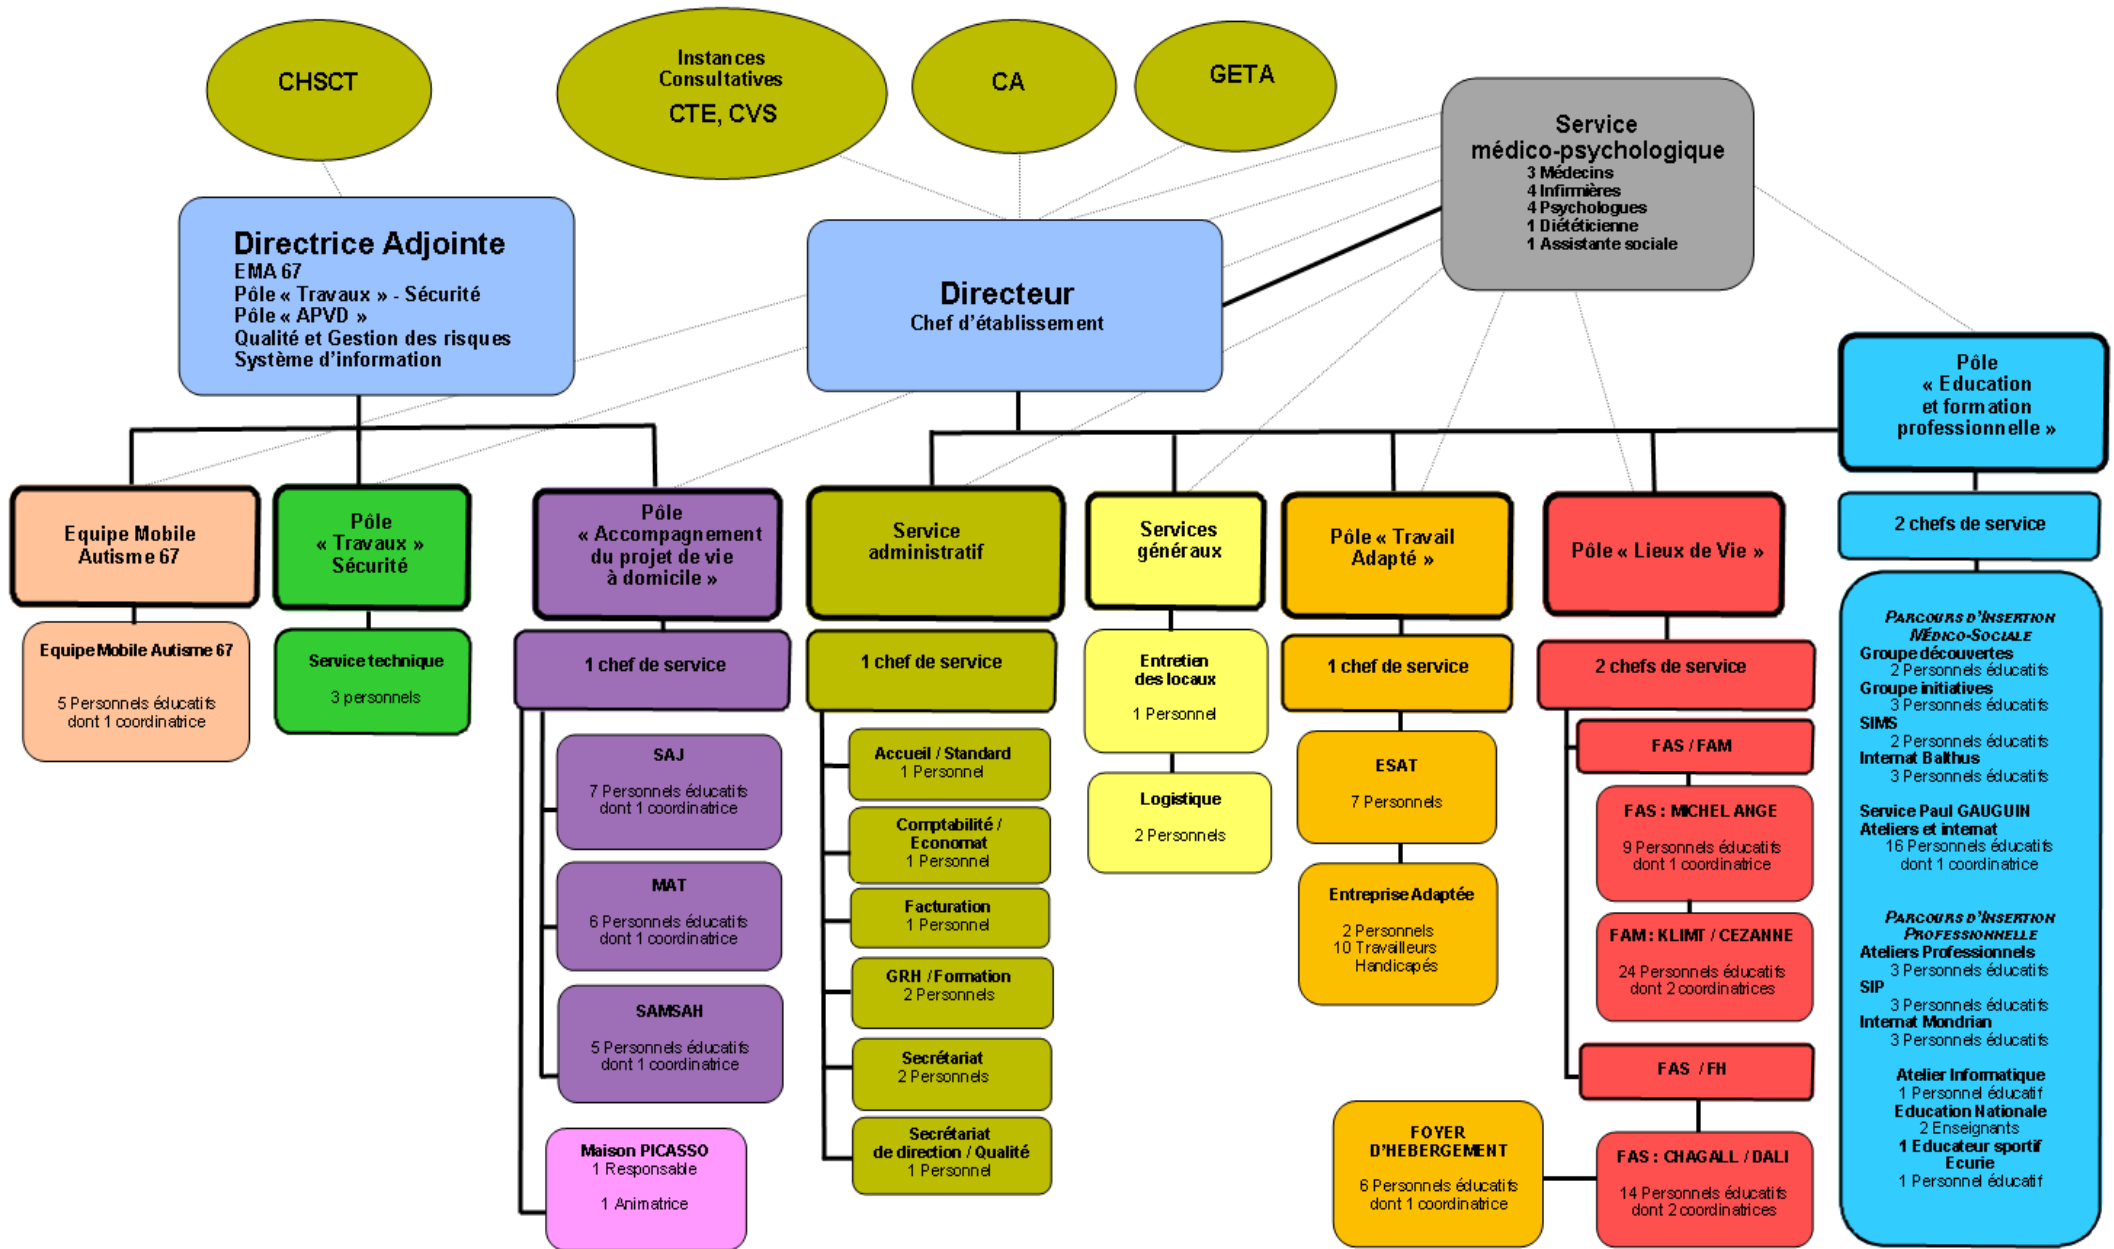 CHSCT
Instances
Consultatives
CTE, CVS
CA
GETA
Service
médico-psychologique
3 Médecins
4 Infirmières
4 Psychologues
1 Diététicienne
1 Assistante sociale
Directrice Adjointe
EMA 67
Pôle « Travaux » - Sécurité
Pôle « APVD »
Qualité et Gestion des risques
Système d'information
Directeur
Chef d'établissement
Pôle
« Education
et formation
professionnelle »
Equipe Mobile
Autisme 67
Pôle
« Travaux »
Sécurité
Pôle
« Accompagnement
du projet de vie
à domicile »
Service
administratif
Services
généraux
Pôle « Travail
Adapté »
Pôle « Lieux de Vie »
2 chefs de service
Equipe Mobile Autisme 67
5 Personnels éducatifs
dont 1 coordinatrice
Service technique
3 personnels
1 chef de service
SAJ
7 Personnels éducatifs
dont 1 coordinatrice
MAT
6 Personnels éducatifs
dont 1 coordinatrice
SAMSAH
5 Personnels éducatifs
dont 1 coordinatrice
Maison PICASSO
1 Responsable
1 Animatrice
1 chef de service
Accueil / Standard
1 Personnel
Comptabilité /
Economat
1 Personnel
Facturation
1 Personnel
GRH / Formation
2 Personnels
Secrétariat
2 Personnels
Secrétariat
de direction / Qualité
1 Personnel
Entretien
des locaux
1 Personnel
Logistique
2 Personnels
1 chef de service
ESAT
7 Personnels
Entreprise Adaptée
2 Personnels
10 Travailleurs
Handicapés
2 chefs de service
FAS / FAM
FAS : MICHEL ANGE
9 Personnels éducatifs
dont 1 coordinatrice
FAM : KLIMT / CEZANNE
24 Personnels éducatifs
dont 2 coordinatrices
FAS / FH
FAS : CHAGALL / DALI
14 Personnels éducatifs
dont 2 coordinatrices
FOYER
D'HEBERGEMENT
6 Personnels éducatifs
dont 1 coordinatrice
PARCOURS D'INSERTION
MÉDICO-SOCIALE
Groupe découvertes
2 Personnels éducatifs
Groupe initiatives
3 Personnels éducatifs
SIMS
2 Personnels éducatifs
Internat Balthus
3 Personnels éducatifs
Service Paul GAUGUIN
Ateliers et internat
16 Personnels éducatifs
dont 1 coordinatrice
PARCOURS D'INSERTION
PROFESSIONNELLE
Ateliers Professionnels
3 Personnels éducatifs
SIP
3 Personnels éducatifs
Internat Mondrian
3 Personnels éducatifs
Atelier Informatique
1 Personnel éducatif
Education Nationale
2 Enseignants
1 Educateur sportif
Ecurie
1 Personnel éducatif